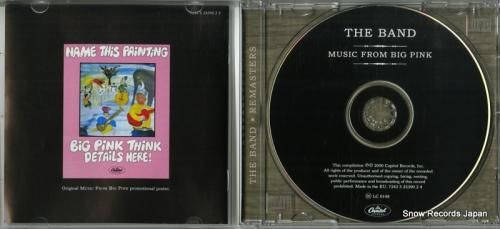 NAME THIS PAINTING
BIG PINK THINK
DETAILS HERE!
Capitol
Original Music From Big Pink promotional poster.
THE BAND • REMASTERS
THE BAND
MUSIC FROM BIG PINK
This compilation ℗© 2000 Capitol Records, Inc.
All rights of the producer and of the owner of the recorded
work reserved. Unauthorised copying, hiring, renting,
public performance and broadcasting of this record
prohibited. Made in the EU. 7243 5 25390 2 4
LC 0148
Capitol
Snow Records Japan